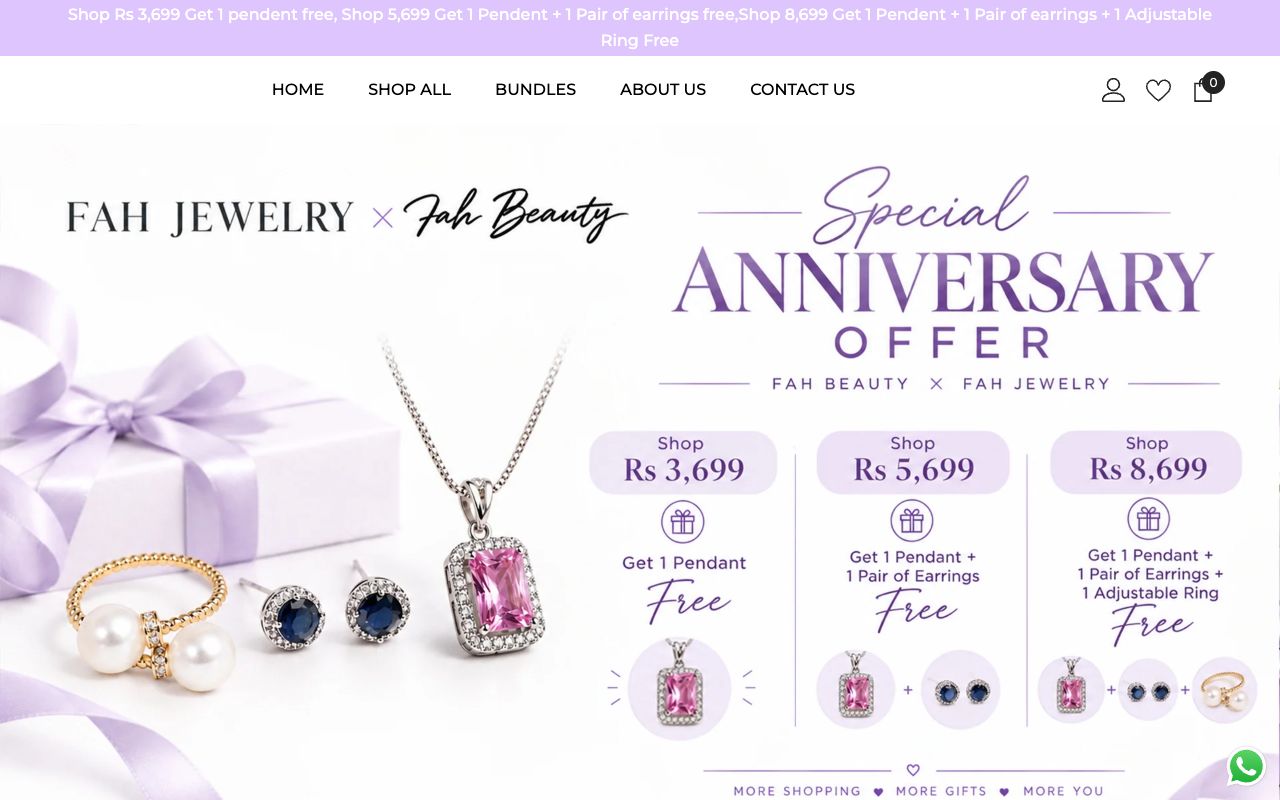 Shop Rs 3,699 Get 1 pendent free, Shop 5,699 Get 1 Pendent + 1 Pair of earrings free,Shop 8,699 Get 1 Pendent + 1 Pair of earrings + 1 Adjustable
Ring Free
HOME SHOP ALL BUNDLES ABOUT US CONTACT US
0
FAH JEWELRY × Fah Beauty
Special
ANNIVERSARY
OFFER
FAH BEAUTY × FAH JEWELRY
Shop
Rs 3,699
Get 1 Pendant
Free
Shop
Rs 5,699
Get 1 Pendant +
1 Pair of Earrings
Free
+
Shop
Rs 8,699
Get 1 Pendant +
1 Pair of Earrings +
1 Adjustable Ring
Free
+ +
MORE SHOPPING ♥ MORE GIFTS ♥ MORE YOU